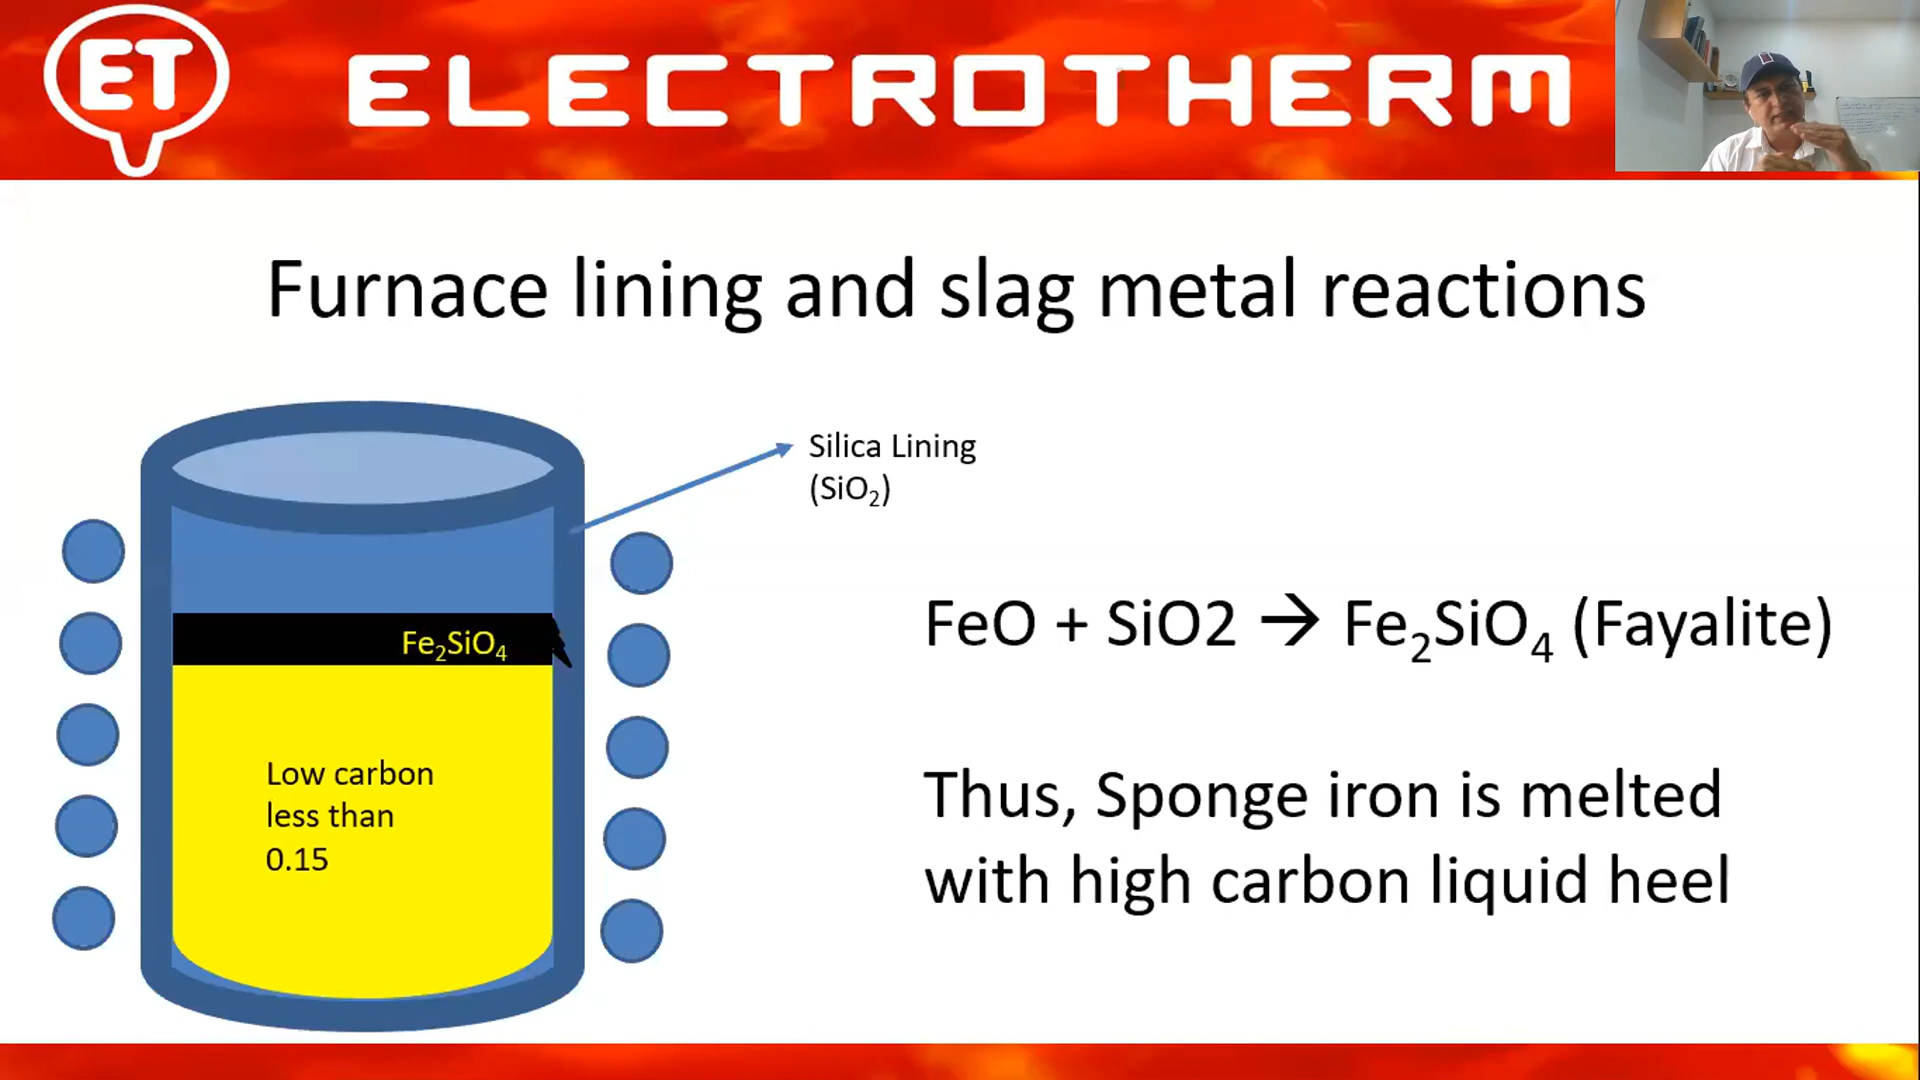 ET ELECTROTHERM
Furnace lining and slag metal reactions
Silica Lining
(SiO₂)
Fe₂SiO₄
Low carbon
less than
0.15
FeO + SiO2 → Fe₂SiO₄ (Fayalite)
Thus, Sponge iron is melted
with high carbon liquid heel